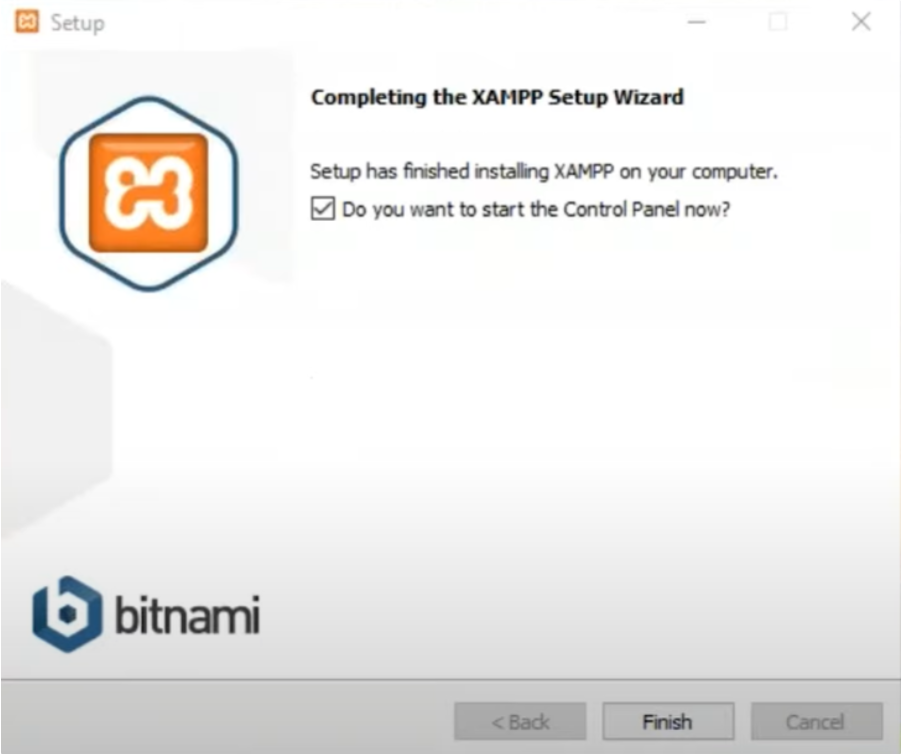 Setup
Completing the XAMPP Setup Wizard
Setup has finished installing XAMPP on your computer.
Do you want to start the Control Panel now?
bitnami
< Back
Finish
Cancel